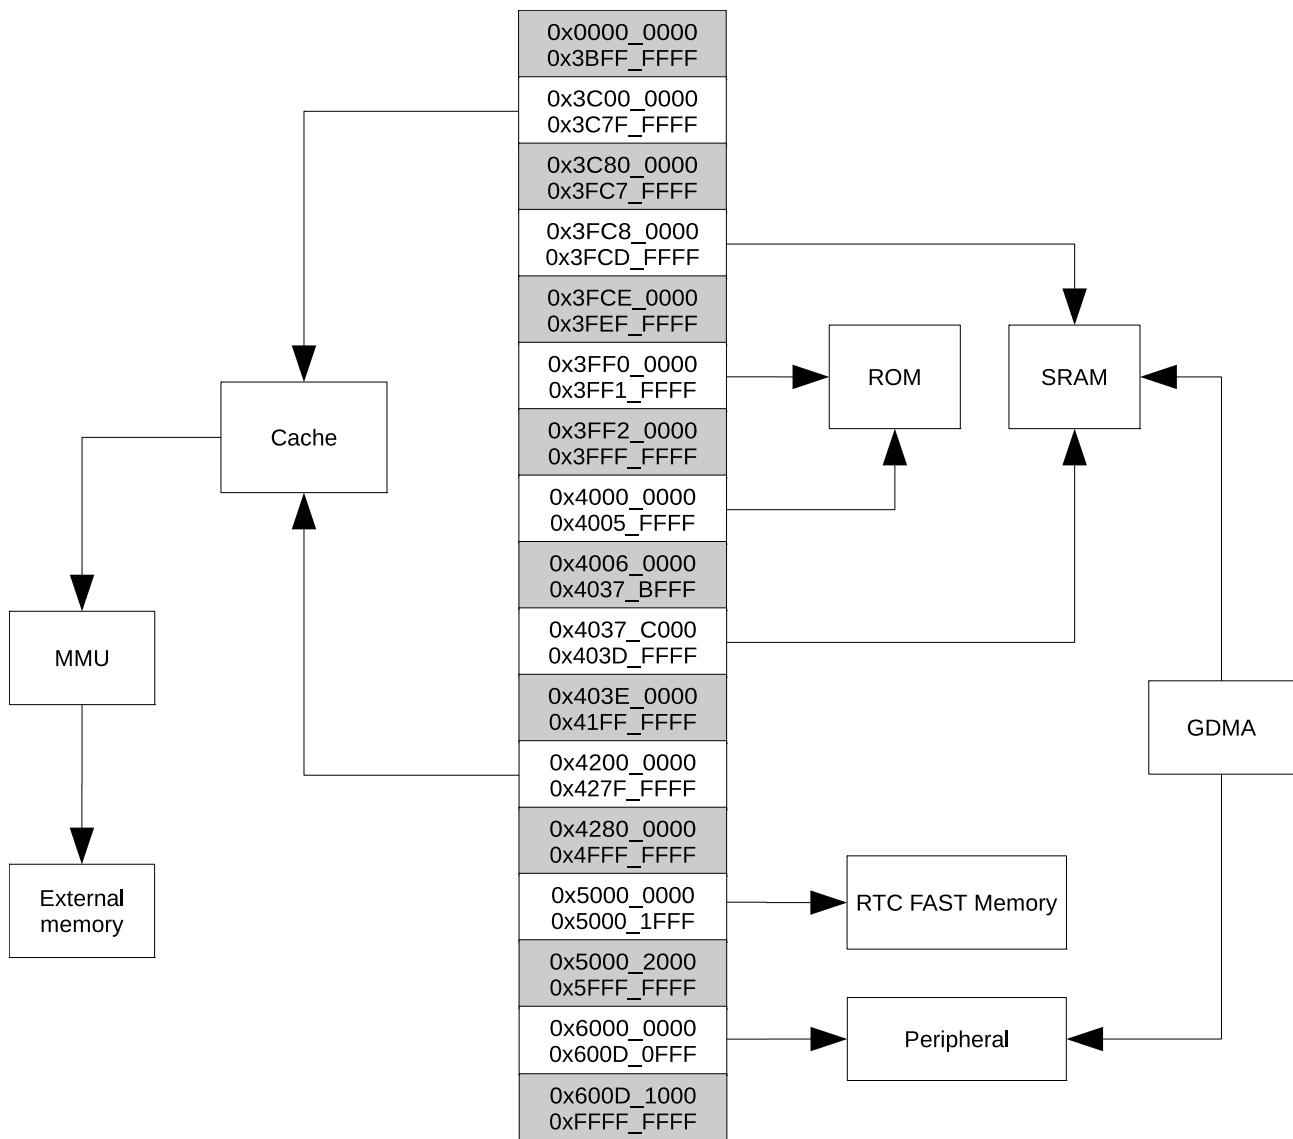 0x0000_0000
0x3BFF_FFFF
0x3C00_0000
0x3C7F_FFFF
0x3C80_0000
0x3FC7_FFFF
0x3FC8_0000
0x3FCD_FFFF
0x3FCE_0000
0x3FEF_FFFF
0x3FF0_0000
0x3FF1_FFFF
0x3FF2_0000
0x3FFF_FFFF
0x4000_0000
0x4005_FFFF
0x4006_0000
0x4037_BFFF
0x4037_C000
0x403D_FFFF
0x403E_0000
0x41FF_FFFF
0x4200_0000
0x427F_FFFF
0x4280_0000
0x4FFF_FFFF
0x5000_0000
0x5000_1FFF
0x5000_2000
0x5FFF_FFFF
0x6000_0000
0x600D_0FFF
0x600D_1000
0xFFFF_FFFF
Cache
MMU
External
memory
ROM
SRAM
GDMA
RTC FAST Memory
Peripheral